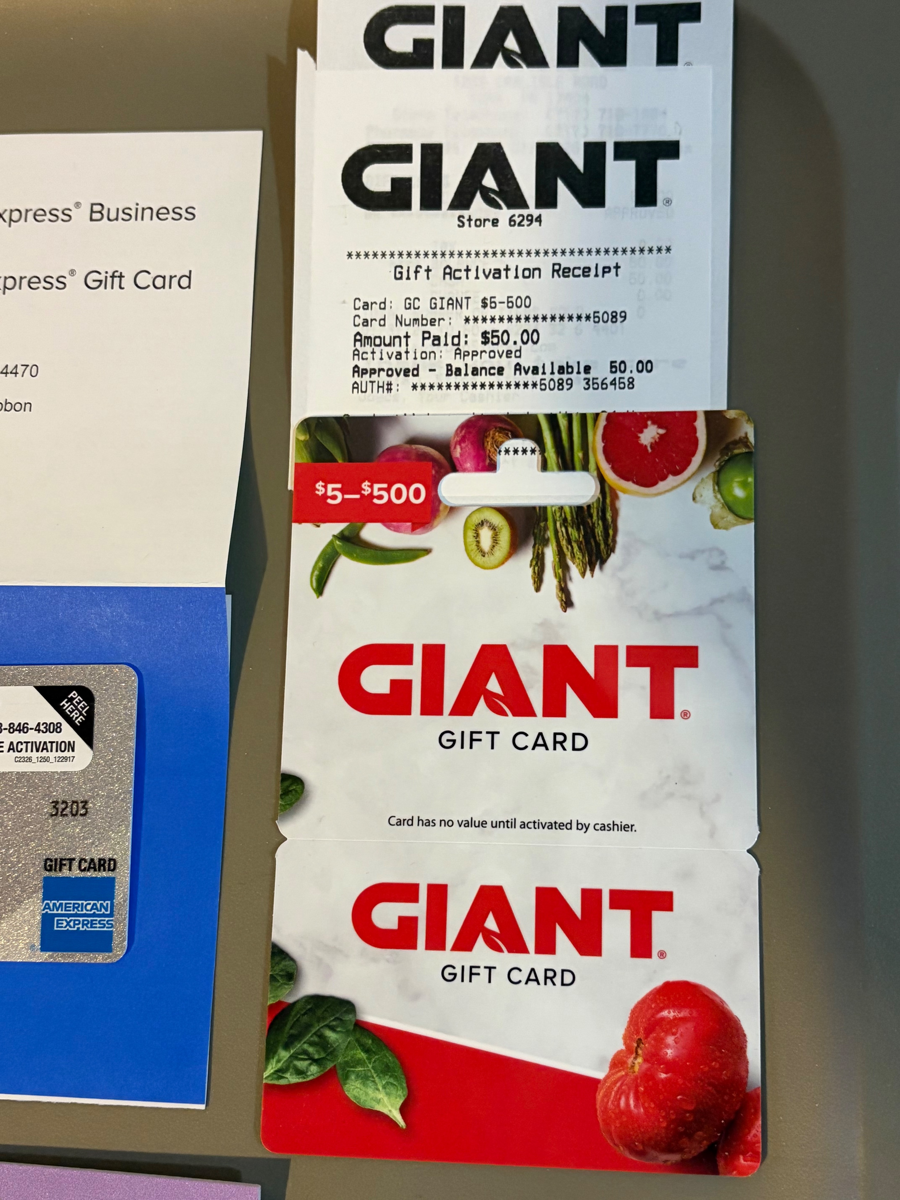 xpress® Business
xpress® Gift Card
4470
bbon
PEEL HERE
-846-4308
E ACTIVATION
C2326_1250_122917
3203
GIFT CARD
AMERICAN
EXPRESS
GIANT
GIANT®
Store 6294
***********************************
Gift Activation Receipt
Card: GC GIANT $5-500
Card Number: ***************5089
Amount Paid: $50.00
Activation: Approved
Approved - Balance Available 50.00
AUTH#: ***************5089 356458
****
$5–$500
GIANT®
GIFT CARD
Card has no value until activated by cashier.
GIANT®
GIFT CARD